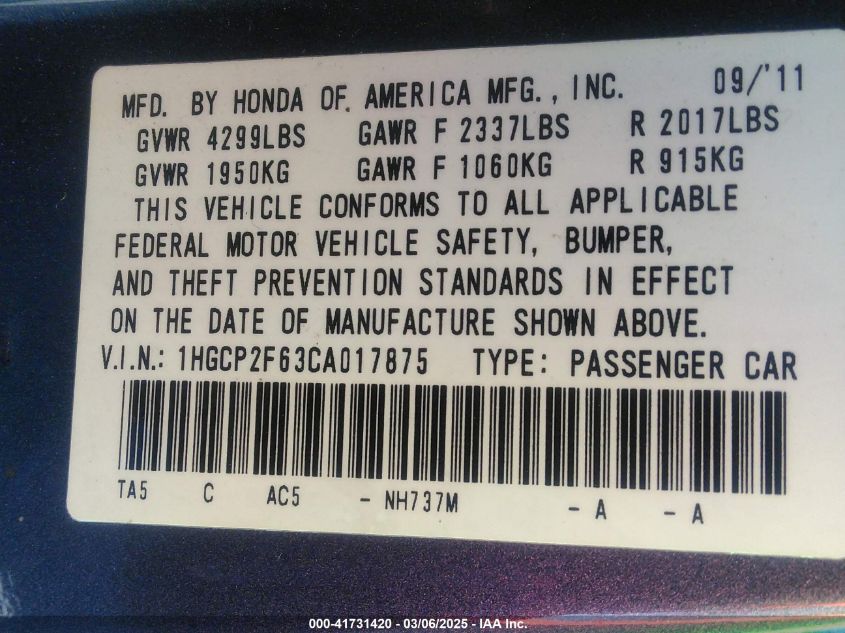 MFD. BY HONDA OF AMERICA MFG., INC. 09/'11
GVWR 4299LBS GAWR F 2337LBS R 2017LBS
GVWR 1950KG GAWR F 1060KG R 915KG
THIS VEHICLE CONFORMS TO ALL APPLICABLE
FEDERAL MOTOR VEHICLE SAFETY, BUMPER,
AND THEFT PREVENTION STANDARDS IN EFFECT
ON THE DATE OF MANUFACTURE SHOWN ABOVE.
V.I.N.: 1HGCP2F63CA017875 TYPE: PASSENGER CAR
TA5 C AC5 - NH737M - A - A
000-41731420 - 03/06/2025 - IAA Inc.